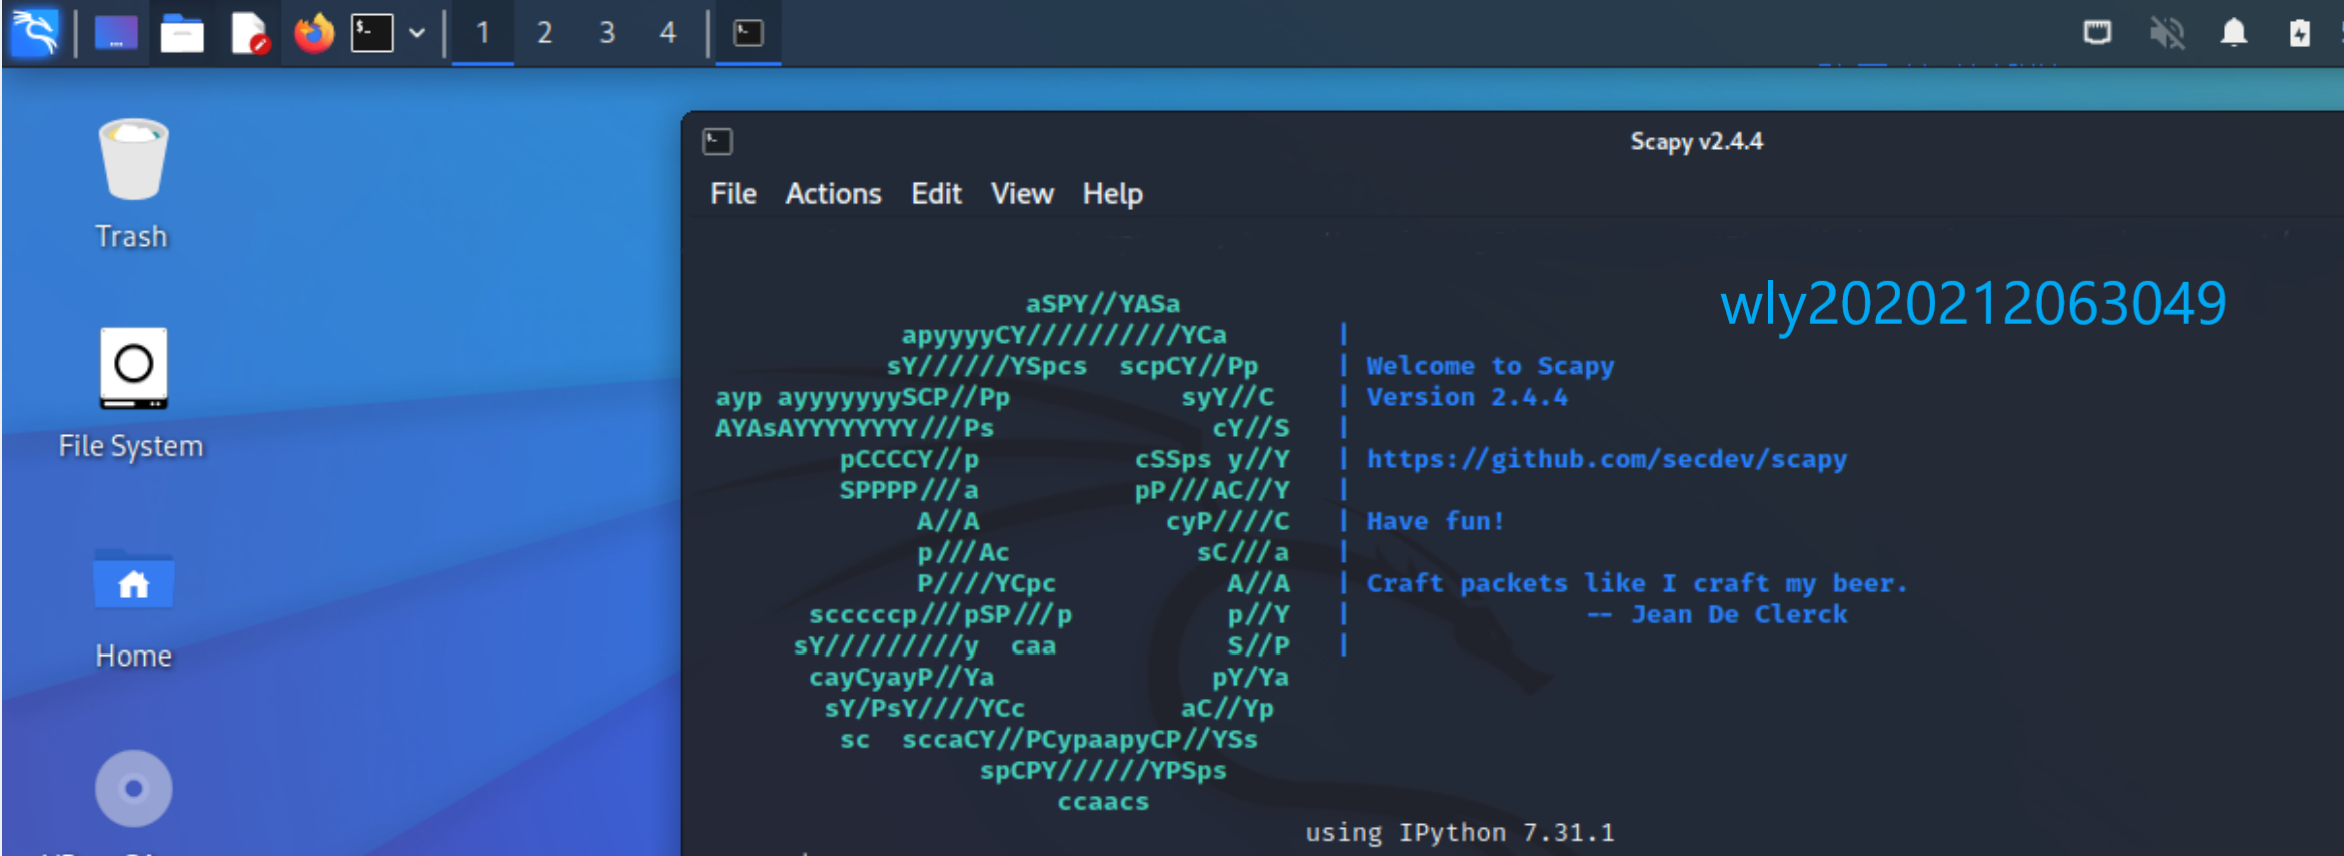 1 2 3 4
Scapy v2.4.4
File Actions Edit View Help
Trash
File System
Home
wly2020212063049
aSPY//YASa
apyyyyCY//////////YCa |
sY//////YSpcs scpCY//Pp | Welcome to Scapy
ayp ayyyyyyySCP//Pp syY//C | Version 2.4.4
AYAsAYYYYYYYY///Ps cY//S |
pCCCCY//p cSSps y//Y | https://github.com/secdev/scapy
SPPPP///a pP///AC//Y |
A//A cyP////C | Have fun!
p///Ac sC///a |
P////YCpc A//A | Craft packets like I craft my beer.
scccccp///pSP///p p//Y | -- Jean De Clerck
sY/////////y caa S//P |
cayCyayP//Ya pY/Ya
sY/PsY////YCc aC//Yp
sc sccaCY//PCypaapyCP//YSs
spCPY//////YPSps
ccaacs
using IPython 7.31.1